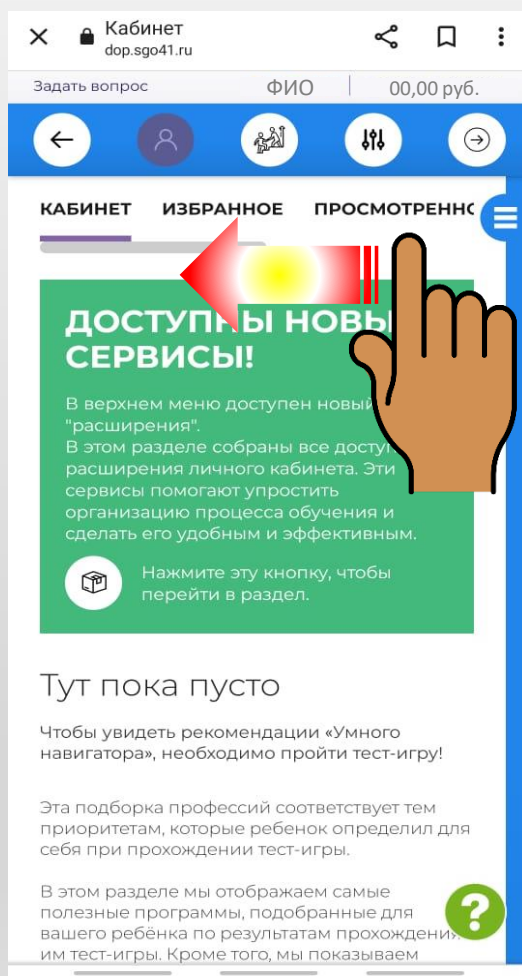 Кабинет
dop.sgo41.ru
Задать вопрос ФИО 00,00 руб.
КАБИНЕТ ИЗБРАННОЕ ПРОСМОТРЕННО
ДОСТУПНЫ НОВЫ
СЕРВИСЫ!
В верхнем меню доступен новый
"расширения".
В этом разделе собраны все досту
расширения личного кабинета. Эти
сервисы помогают упростить
организацию процесса обучения и
сделать его удобным и эффективным.
Нажмите эту кнопку, чтобы
перейти в раздел.
Тут пока пусто
Чтобы увидеть рекомендации «Умного
навигатора», необходимо пройти тест-игру!
Эта подборка профессий соответствует тем
приоритетам, которые ребенок определил для
себя при прохождении тест-игры.
В этом разделе мы отображаем самые
полезные программы, подобранные для
вашего ребёнка по результатам прохождения
им тест-игры. Кроме того, мы показываем
?